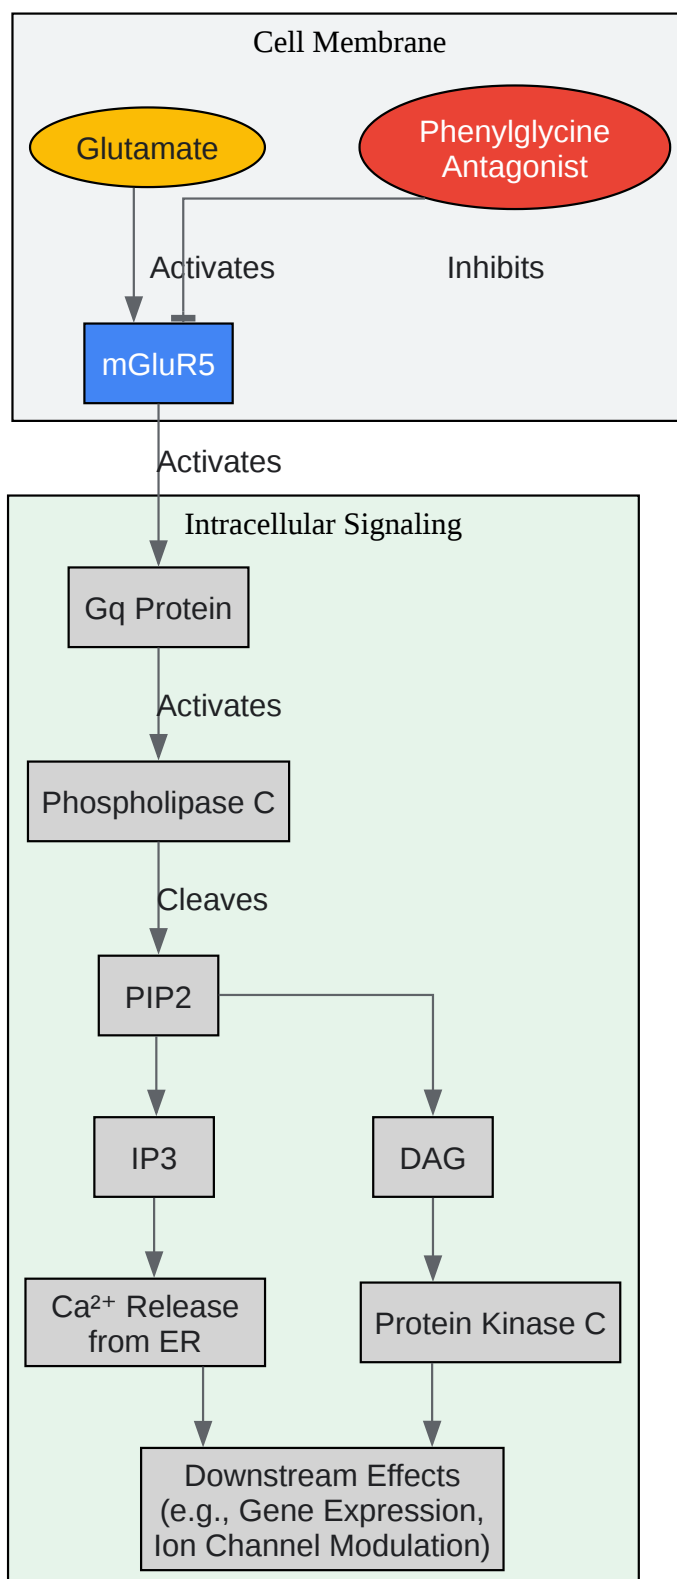 Cell Membrane
Glutamate
Phenylglycine
Antagonist
Activates
Inhibits
mGluR5
Activates
Intracellular Signaling
Gq Protein
Activates
Phospholipase C
Cleaves
PIP2
IP3
DAG
Ca²⁺ Release
from ER
Protein Kinase C
Downstream Effects
(e.g., Gene Expression,
Ion Channel Modulation)